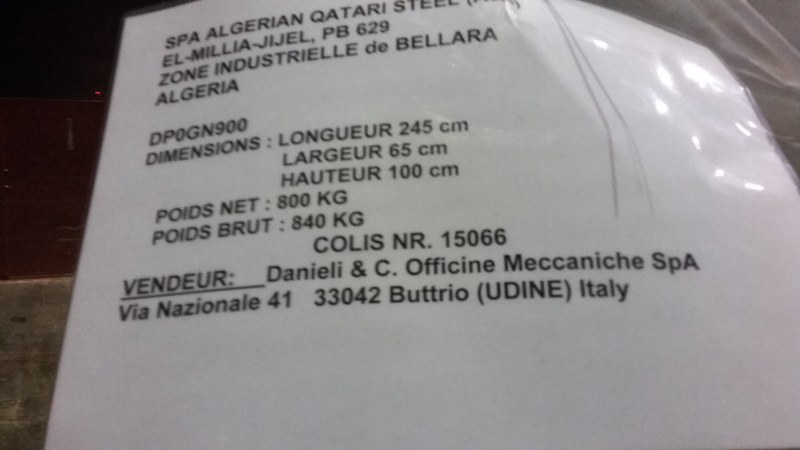 SPA ALGERIAN QATARI STEEL
EL-MILLIA-JIJEL, PB 629
ZONE INDUSTRIELLE de BELLARA
ALGERIA
DP0GN900
DIMENSIONS : LONGUEUR 245 cm
LARGEUR 65 cm
HAUTEUR 100 cm
POIDS NET : 800 KG
POIDS BRUT : 840 KG
COLIS NR. 15066
VENDEUR: Danieli & C. Officine Meccaniche SpA
Via Nazionale 41 33042 Buttrio (UDINE) Italy